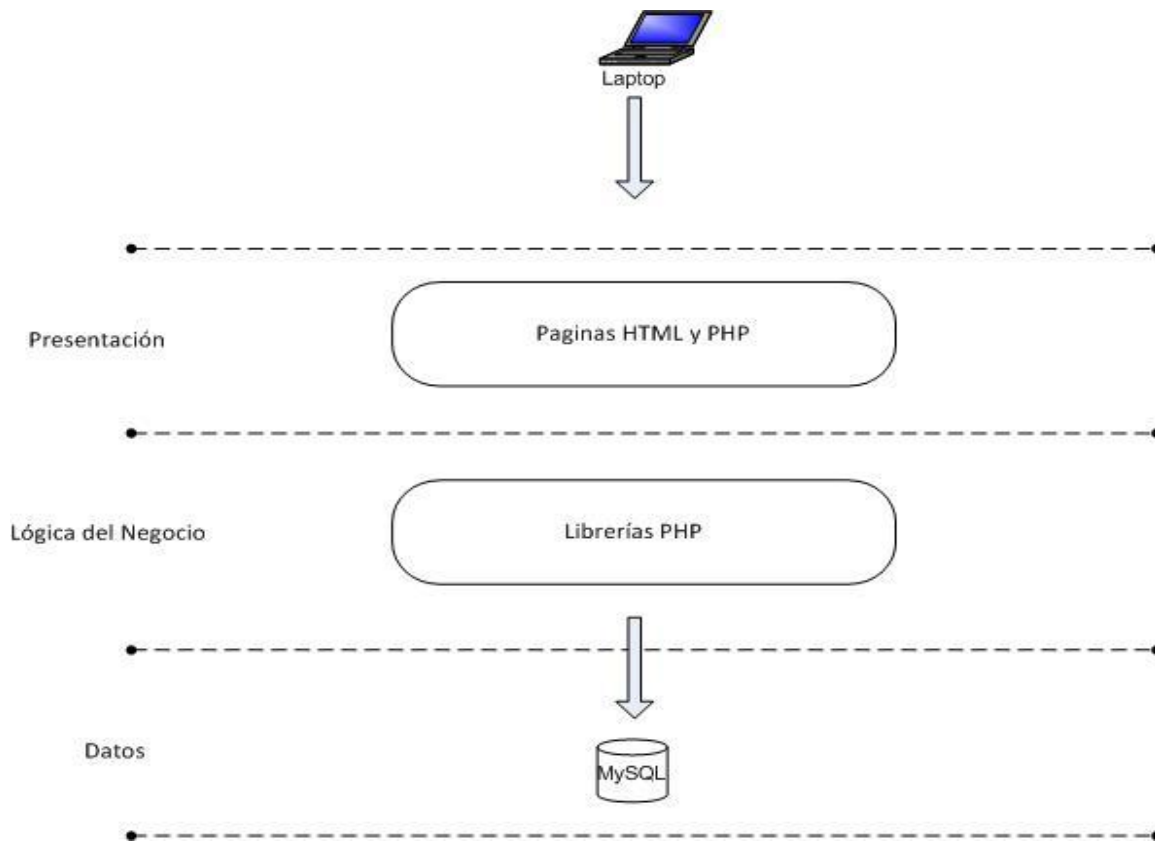 Laptop
Presentación
Paginas HTML y PHP
Lógica del Negocio
Librerías PHP
Datos
MySQL